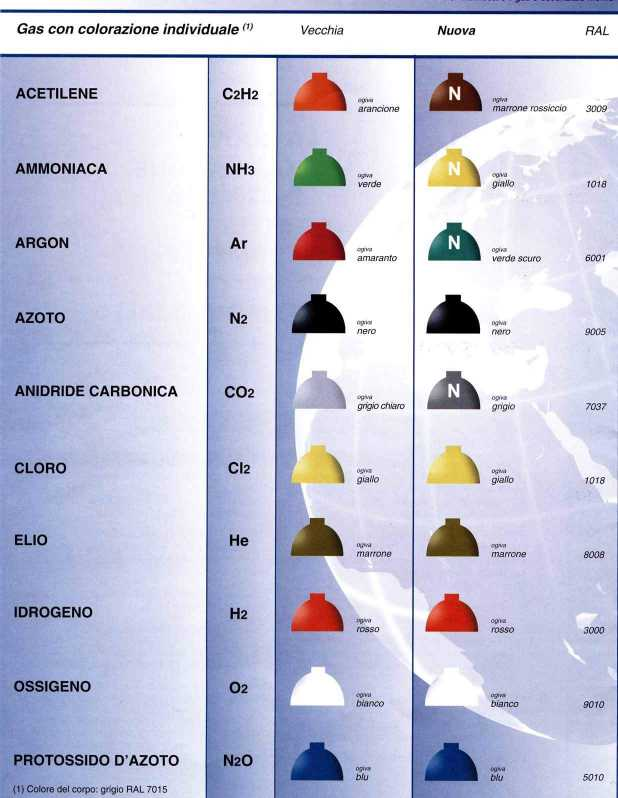 Gas con colorazione individuale (1) Vecchia Nuova RAL
ACETILENE C2H2 ogiva arancione N ogiva marrone rossiccio 3009
AMMONIACA NH3 ogiva verde N ogiva giallo 1018
ARGON Ar ogiva amaranto N ogiva verde scuro 6001
AZOTO N2 ogiva nero ogiva nero 9005
ANIDRIDE CARBONICA CO2 ogiva grigio chiaro N ogiva grigio 7037
CLORO Cl2 ogiva giallo ogiva giallo 1018
ELIO He ogiva marrone ogiva marrone 8008
IDROGENO H2 ogiva rosso ogiva rosso 3000
OSSIGENO O2 ogiva bianco ogiva bianco 9010
PROTOSSIDO D'AZOTO N2O ogiva blu ogiva blu 5010
(1) Colore del corpo: grigio RAL 7015